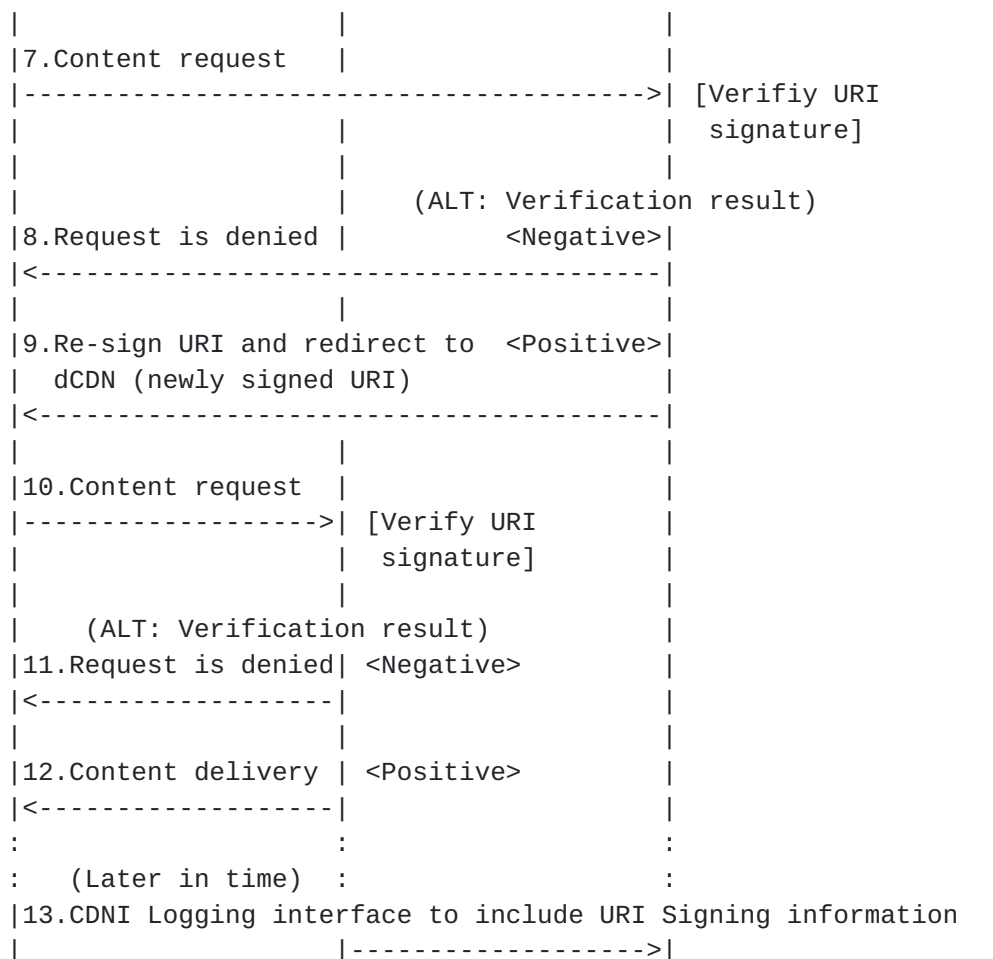 |                    |                    |
|7.Content request   |                    |
|---------------------------------------->| [Verifiy URI
|                    |                    |  signature]
|                    |                    |
|                    |    (ALT: Verification result)
|8.Request is denied |          <Negative>|
|<----------------------------------------|
|                    |                    |
|9.Re-sign URI and redirect to  <Positive>|
|  dCDN (newly signed URI)                |
|<----------------------------------------|
|                    |                    |
|10.Content request  |                    |
|------------------->| [Verify URI        |
|                    |  signature]        |
|                    |                    |
|    (ALT: Verification result)           |
|11.Request is denied| <Negative>         |
|<-------------------|                    |
|                    |                    |
|12.Content delivery | <Positive>         |
|<-------------------|                    |
:                    :                    :
:   (Later in time)  :                    :
|13.CDNI Logging interface to include URI Signing information
|                    |------------------->|